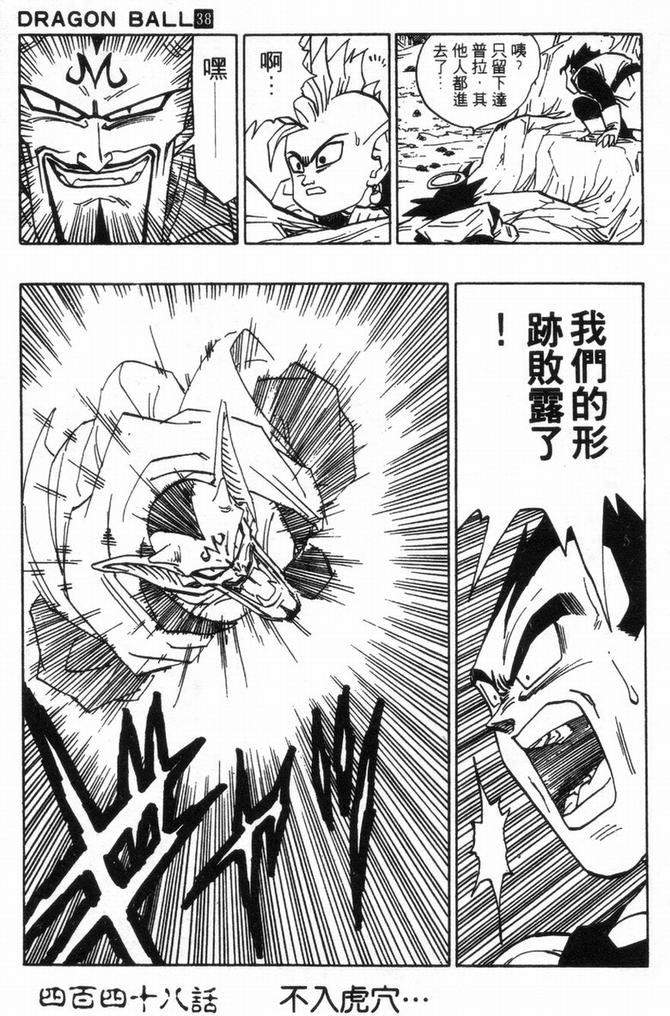 DRAGON BALL 38
咦?
只留下達
普拉,其
他人都進
去了…
啊…
嘿——
我們的形
跡敗露了
!
四百四十八話 不入虎穴…